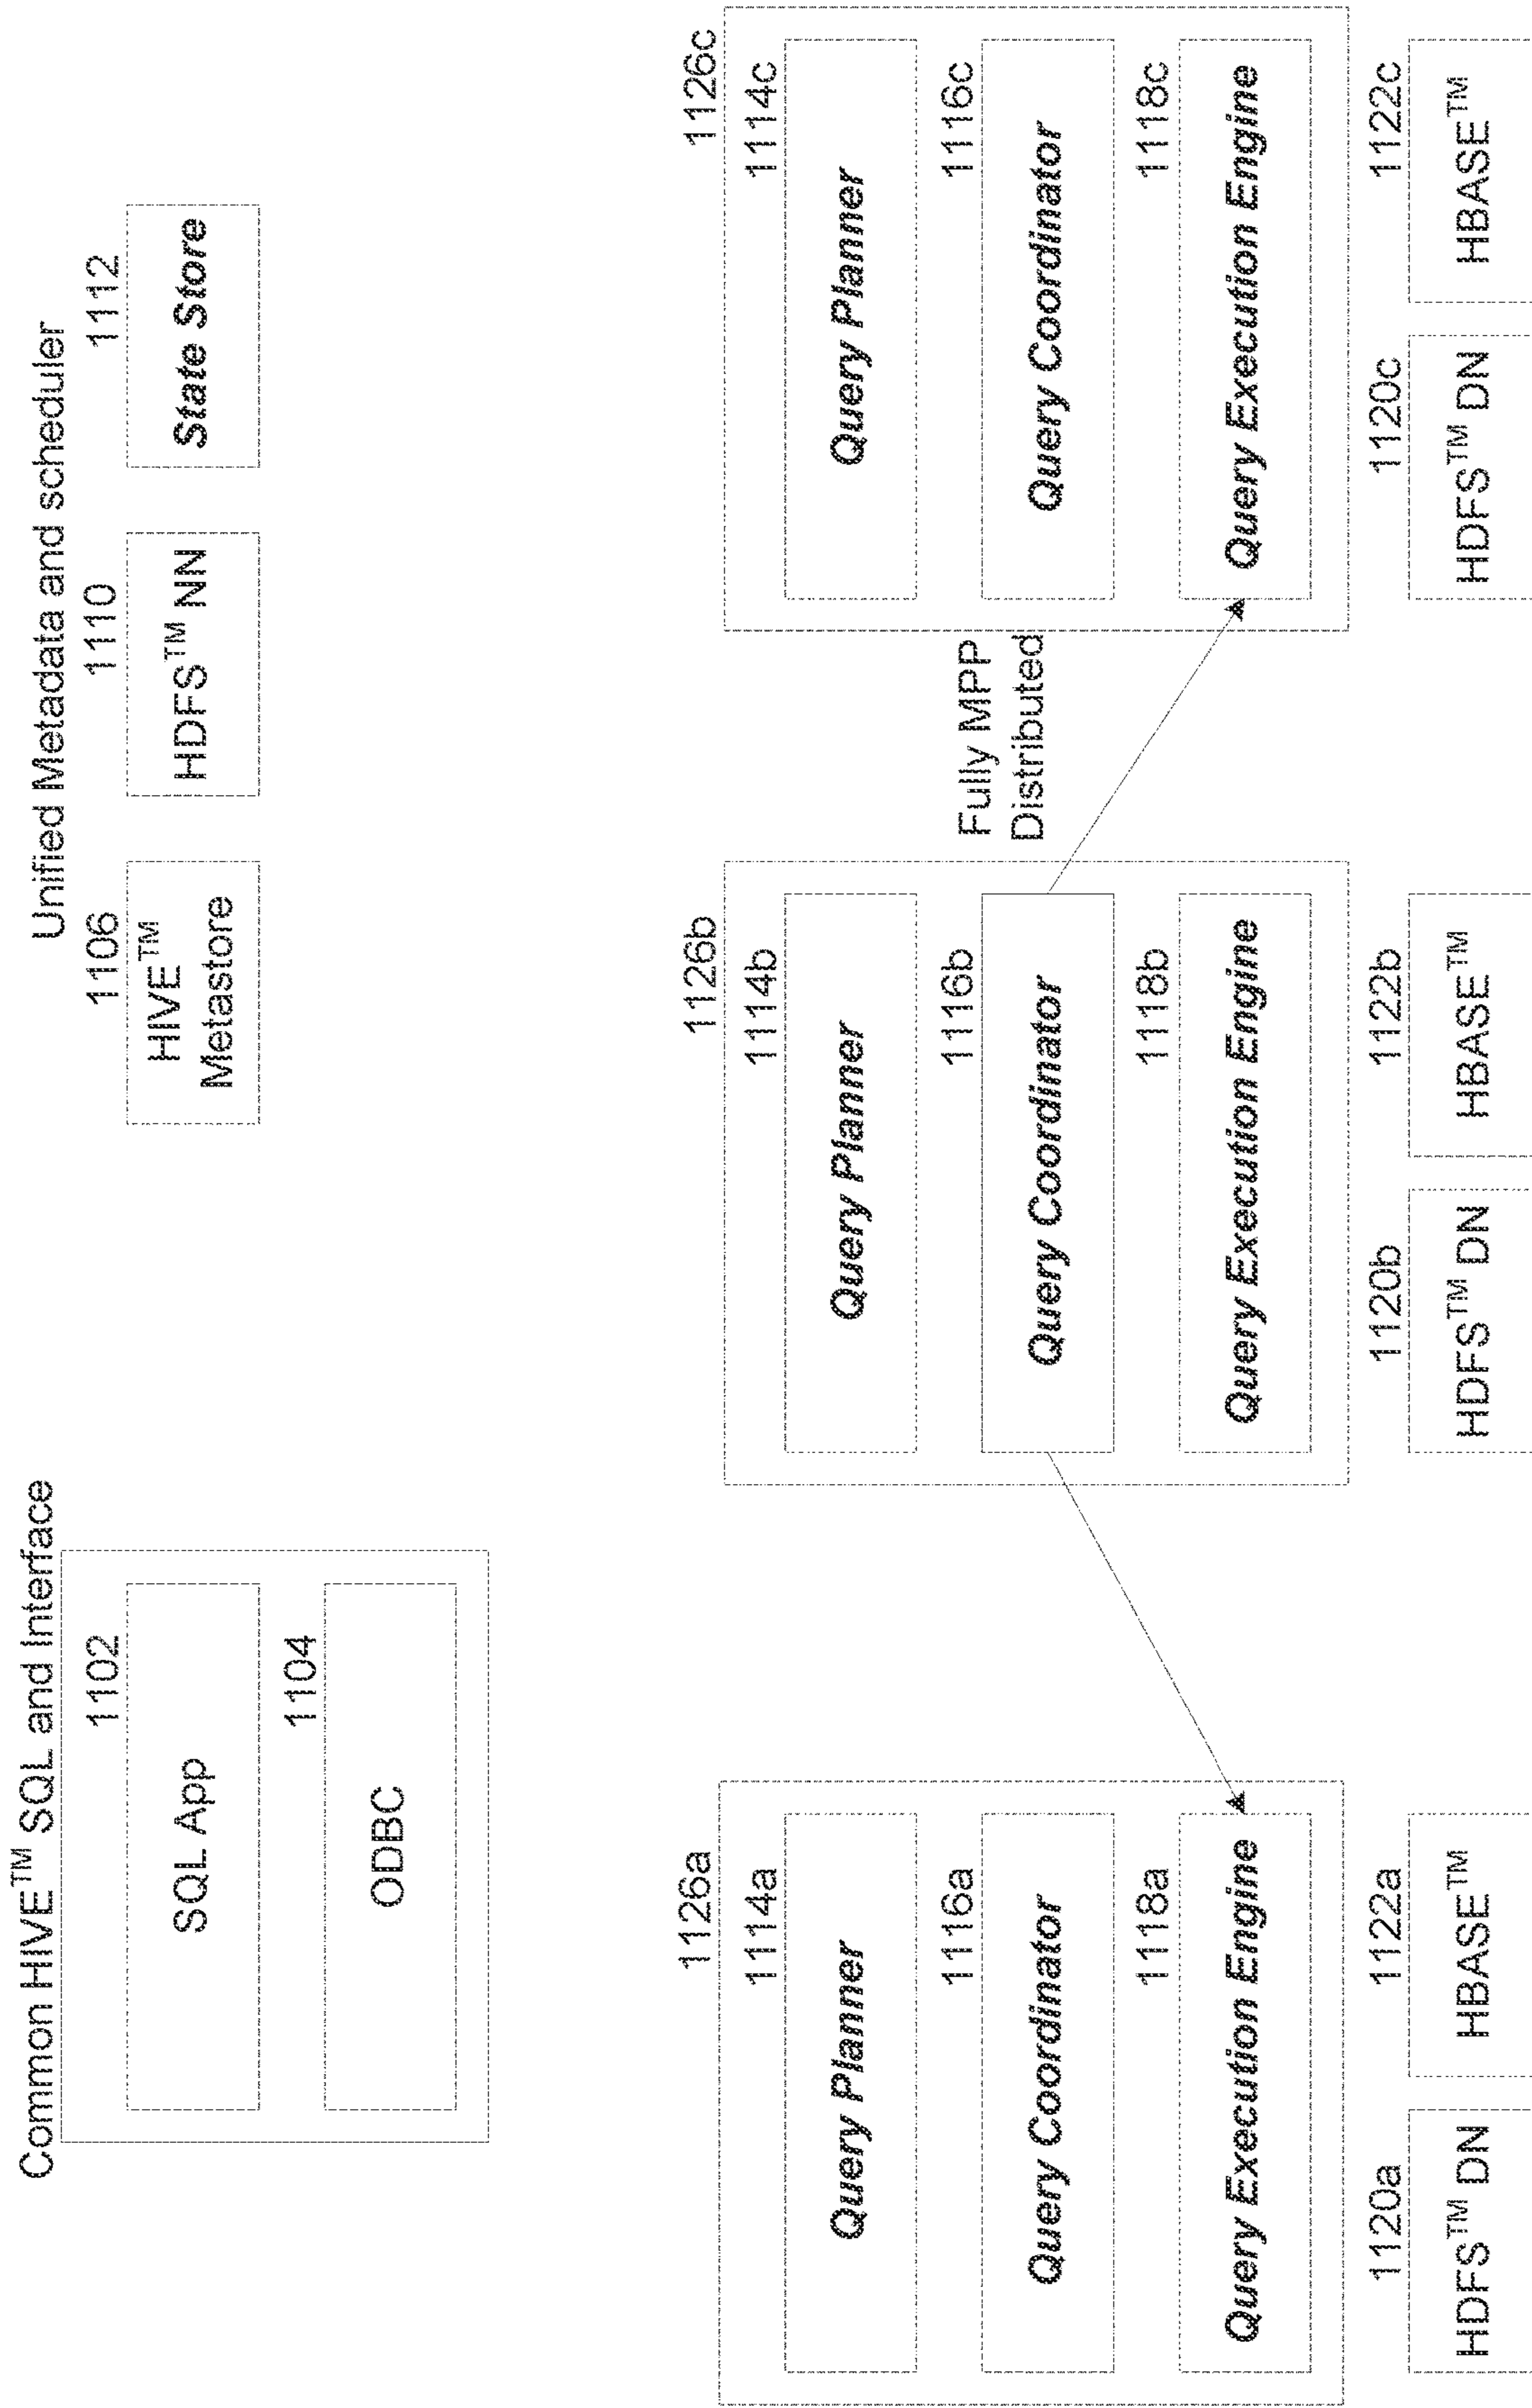 Common HIVE™ SQL and Interface
1102
SQL App
1104
ODBC
Unified Metadata and scheduler
1106
HIVE™
Metastore
1110
HDFS™ NN
1112
State Store
1126a
1114a
Query Planner
1116a
Query Coordinator
1118a
Query Execution Engine
1120a
HDFS™ DN
1122a
HBASE™
1126b
1114b
Query Planner
1116b
Query Coordinator
1118b
Query Execution Engine
1120b
HDFS™ DN
1122b
HBASE™
Fully MPP
Distributed
1126c
1114c
Query Planner
1116c
Query Coordinator
1118c
Query Execution Engine
1120c
HDFS™ DN
1122c
HBASE™